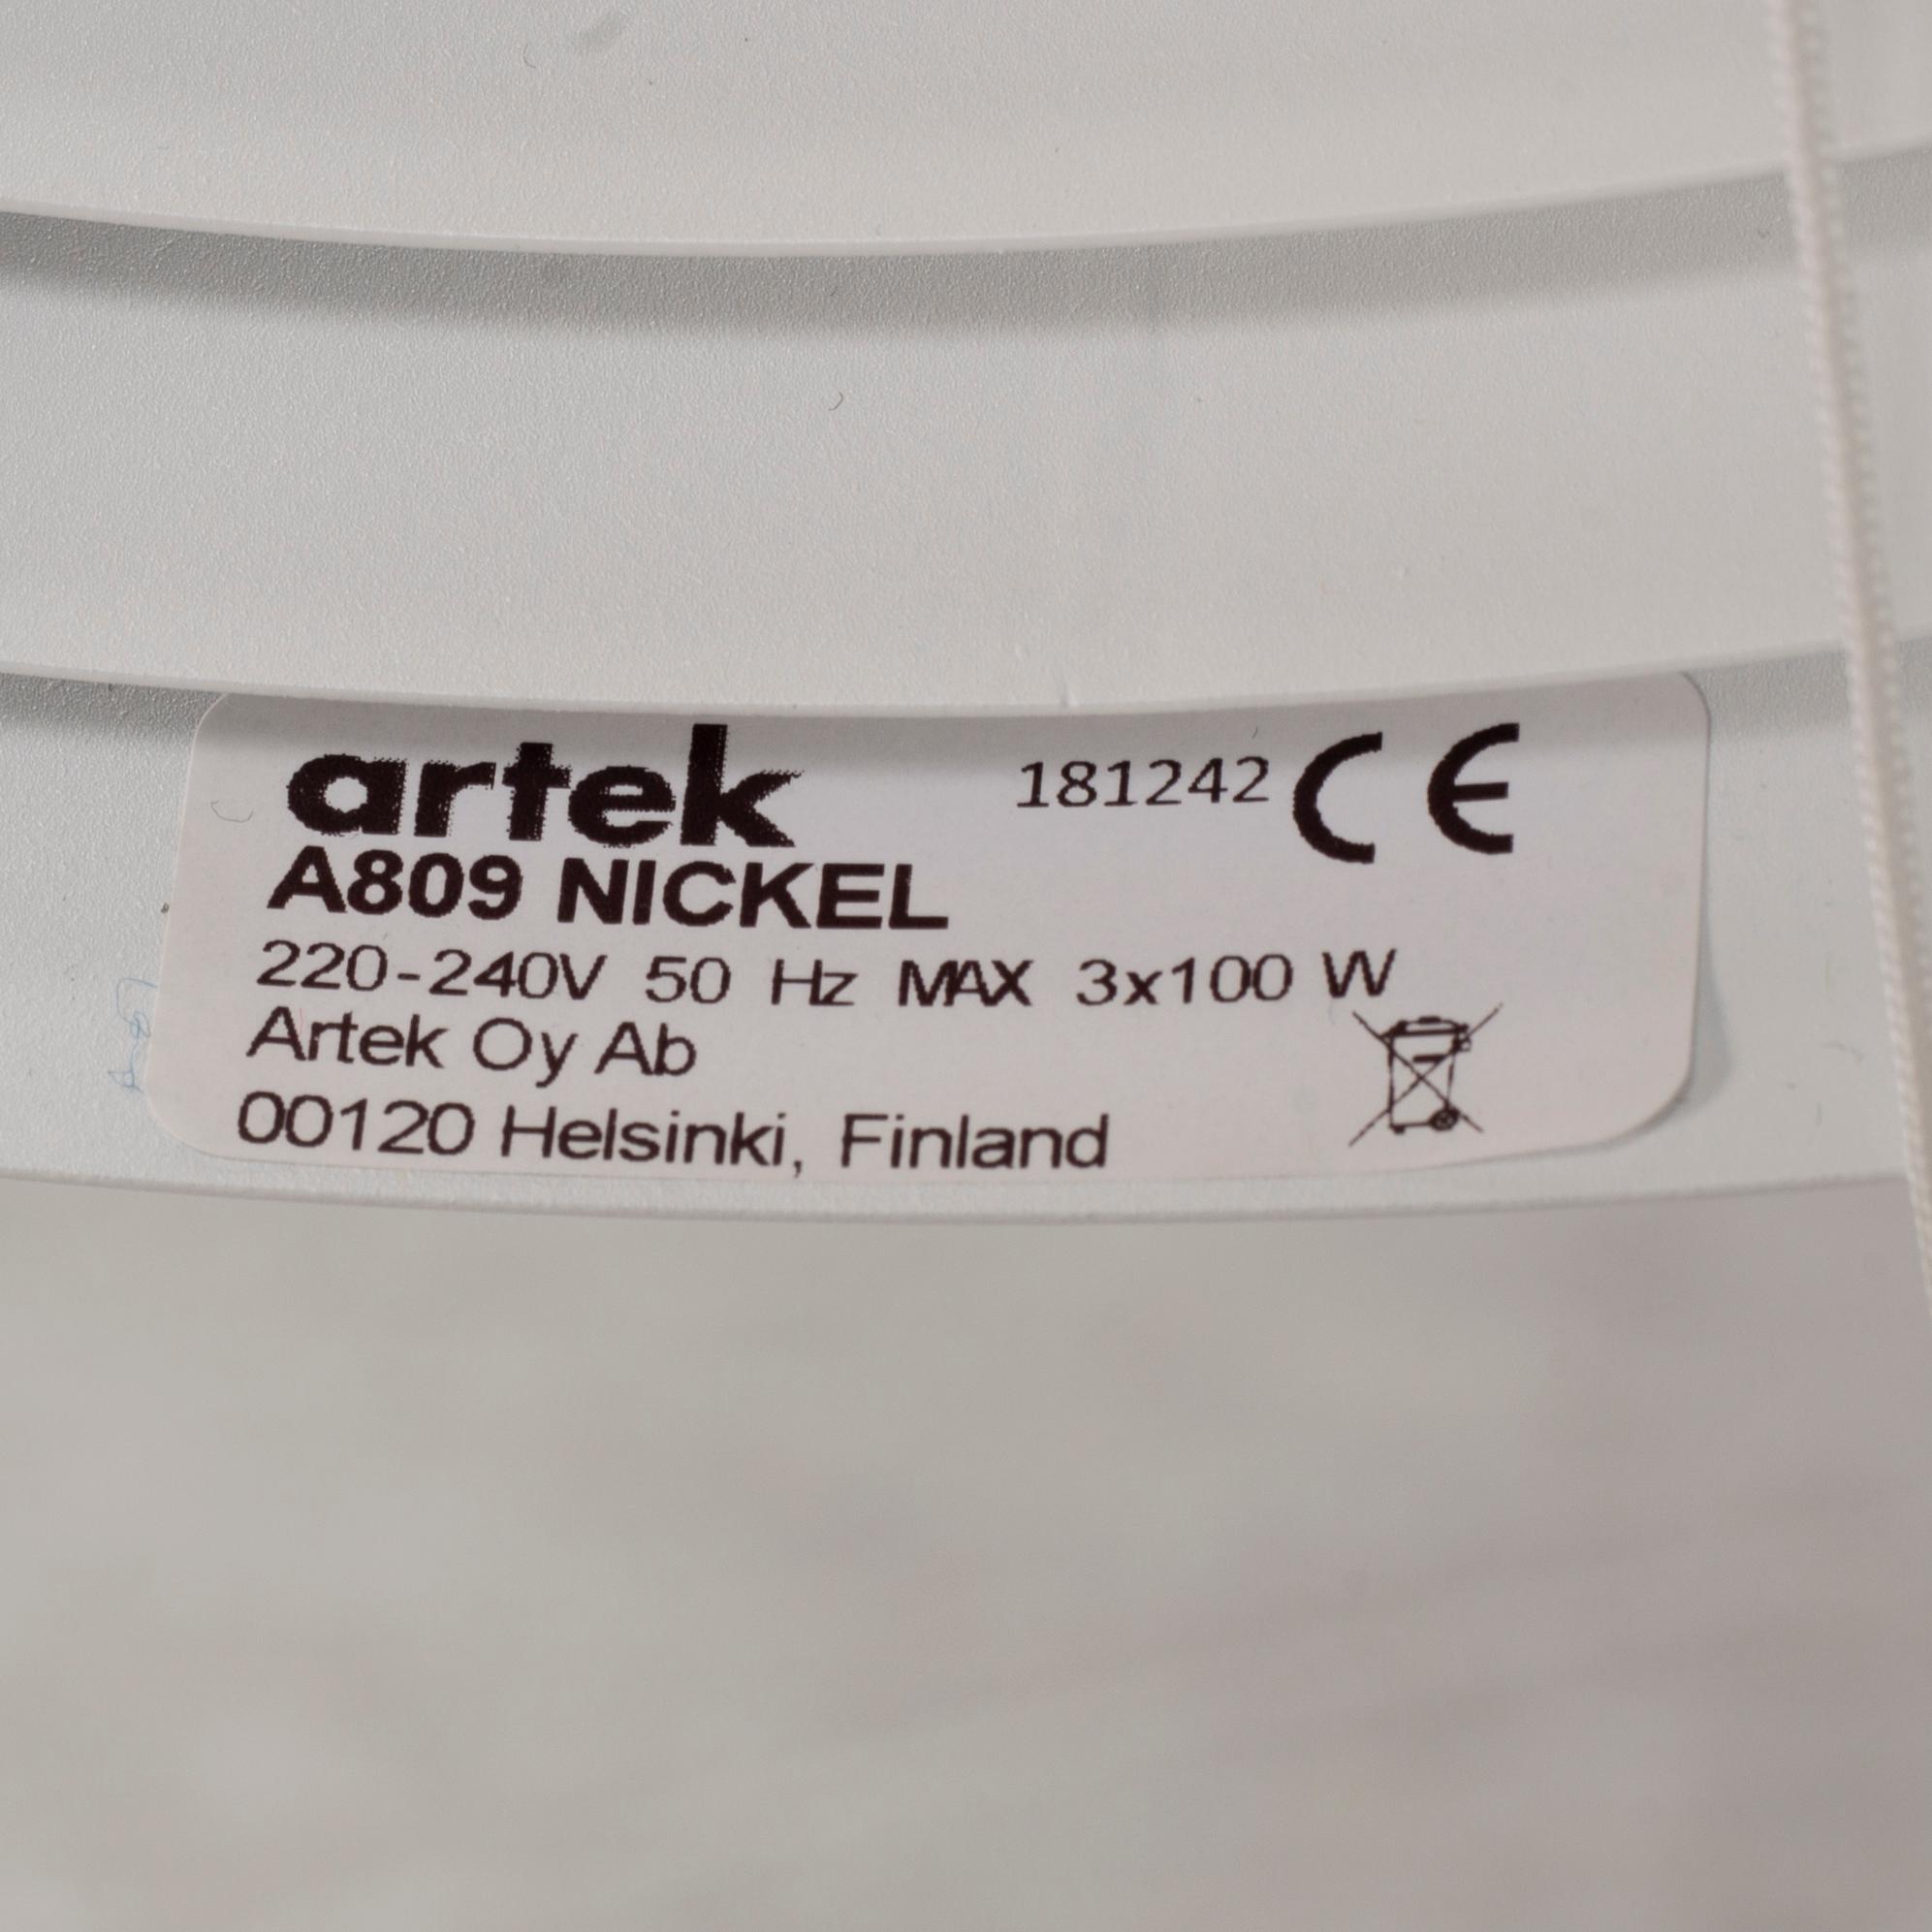 artek 181242 CE
A809 NICKEL
220-240V 50 Hz MAX 3x100 W
Artek Oy Ab
00120 Helsinki, Finland